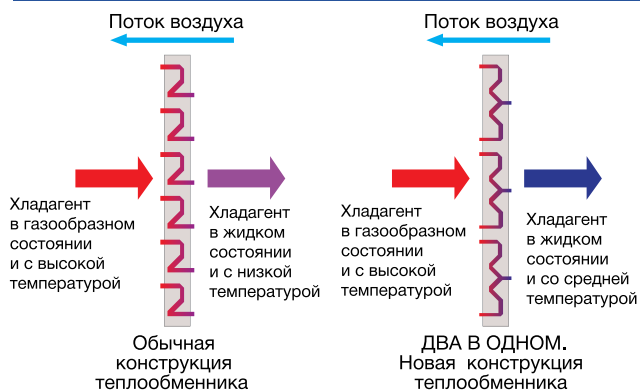 Поток воздуха
Поток воздуха
Хладагент
в газообразном
состоянии
и с высокой
температурой
Хладагент
в жидком
состоянии
и с низкой
температурой
Хладагент
в газообразном
состоянии
и с высокой
температурой
Хладагент
в жидком
состоянии
и со средней
температурой
Обычная
конструкция
теплообменника
ДВА В ОДНОМ.
Новая конструкция
теплообменника